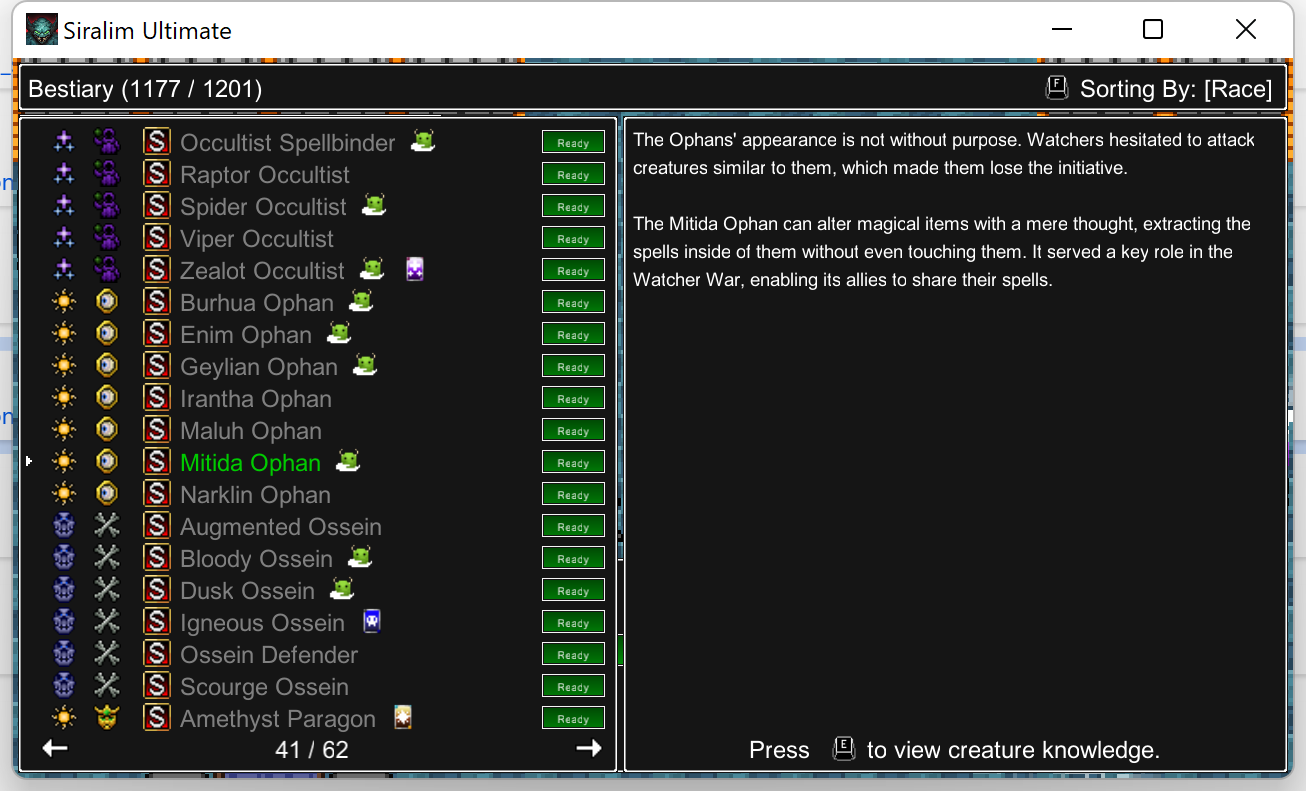 Siralim Ultimate
Bestiary (1177 / 1201)
F Sorting By: [Race]
S Occultist Spellbinder Ready
S Raptor Occultist Ready
S Spider Occultist Ready
S Viper Occultist Ready
S Zealot Occultist Ready
S Burhua Ophan Ready
S Enim Ophan Ready
S Geylian Ophan Ready
S Irantha Ophan Ready
S Maluh Ophan Ready
S Mitida Ophan Ready
S Narklin Ophan Ready
S Augmented Ossein Ready
S Bloody Ossein Ready
S Dusk Ossein Ready
S Igneous Ossein Ready
S Ossein Defender Ready
S Scourge Ossein Ready
S Amethyst Paragon Ready
41 / 62
The Ophans' appearance is not without purpose. Watchers hesitated to attack
creatures similar to them, which made them lose the initiative.
The Mitida Ophan can alter magical items with a mere thought, extracting the
spells inside of them without even touching them. It served a key role in the
Watcher War, enabling its allies to share their spells.
Press E to view creature knowledge.